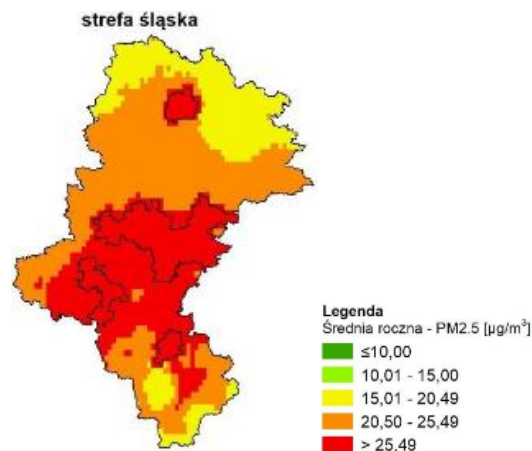 strefa śląska
Legenda
Średnia roczna - PM2.5 [µg/m³]
≤10,00
10,01 - 15,00
15,01 - 20,49
20,50 - 25,49
> 25,49